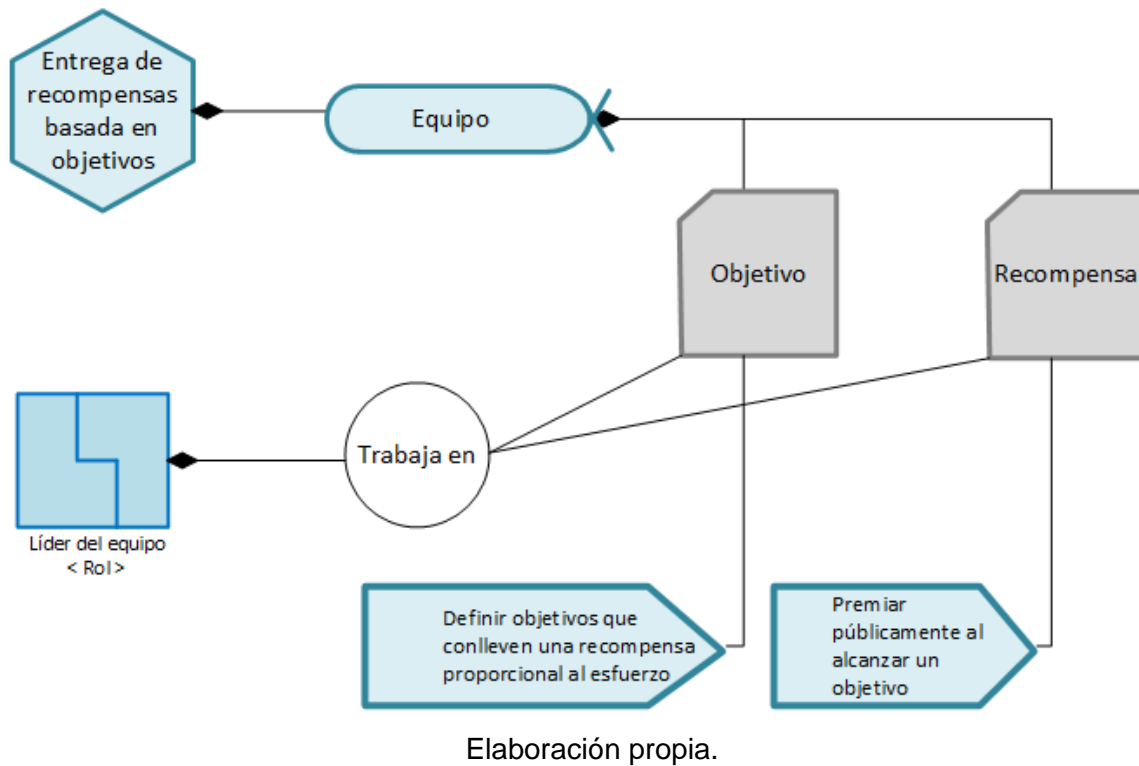 Entrega de
recompensas
basada en
objetivos
Equipo
Objetivo
Recompensa
Trabaja en
Líder del equipo
< Rol >
Definir objetivos que
conlleven una recompensa
proporcional al esfuerzo
Premiar
públicamente al
alcanzar un
objetivo
Elaboración propia.